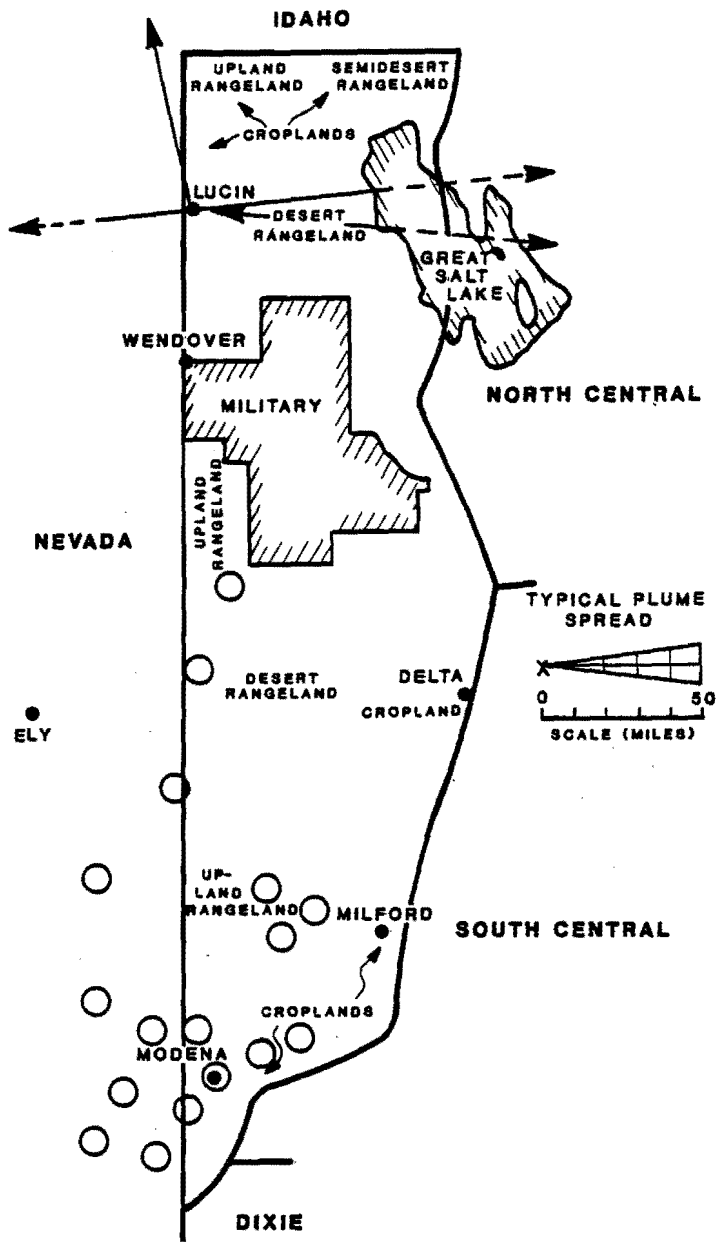 IDAHO
UPLAND
RANGELAND
SEMIDESERT
RANGELAND
CROPLANDS
LUCIN
DESERT
RANGELAND
GREAT
SALT
LAKE
WENDOVER
MILITARY
NORTH CENTRAL
UPLAND
RANGELAND
NEVADA
TYPICAL PLUME
SPREAD
X
0
50
SCALE (MILES)
DESERT
RANGELAND
DELTA
CROPLAND
ELY
UP-
LAND
RANGELAND
MILFORD
SOUTH CENTRAL
CROPLANDS
MODENA
DIXIE